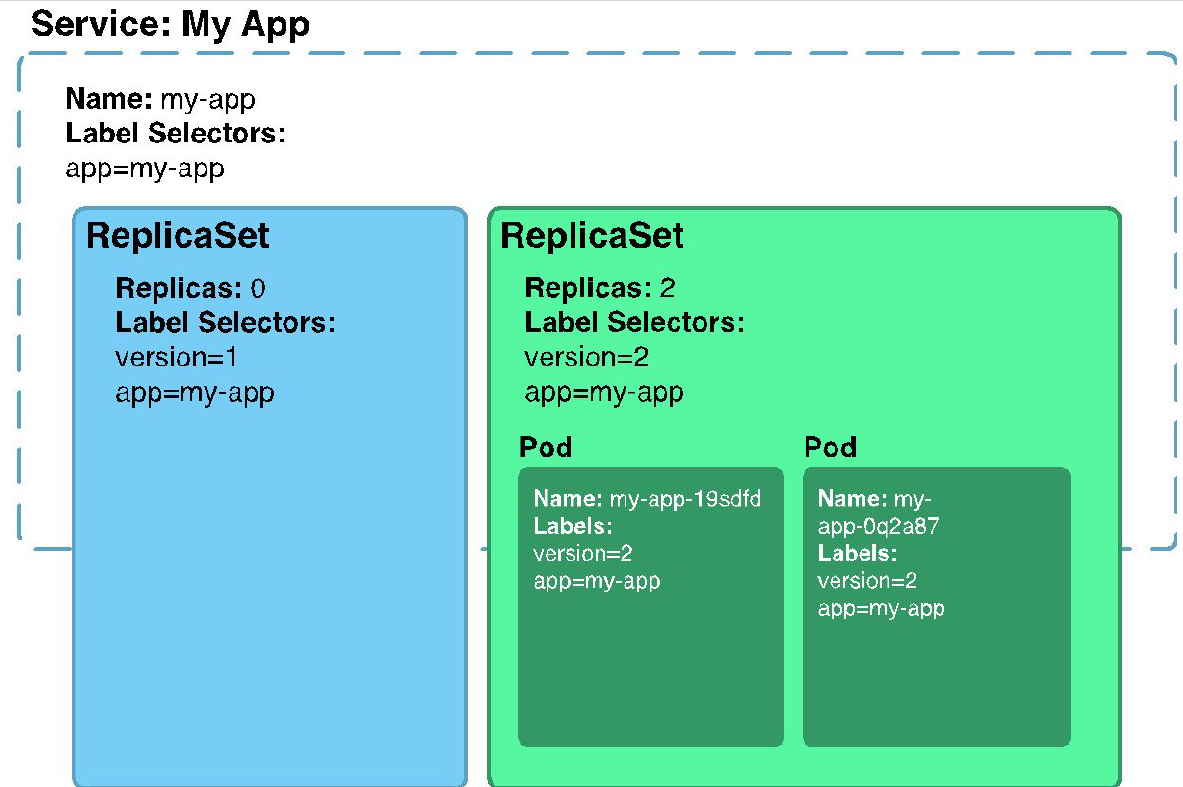 Service: My App
Name: my-app
Label Selectors:
app=my-app
ReplicaSet
Replicas: 0
Label Selectors:
version=1
app=my-app
ReplicaSet
Replicas: 2
Label Selectors:
version=2
app=my-app
Pod
Name: my-app-19sdfd
Labels:
version=2
app=my-app
Pod
Name: my-
app-0q2a87
Labels:
version=2
app=my-app